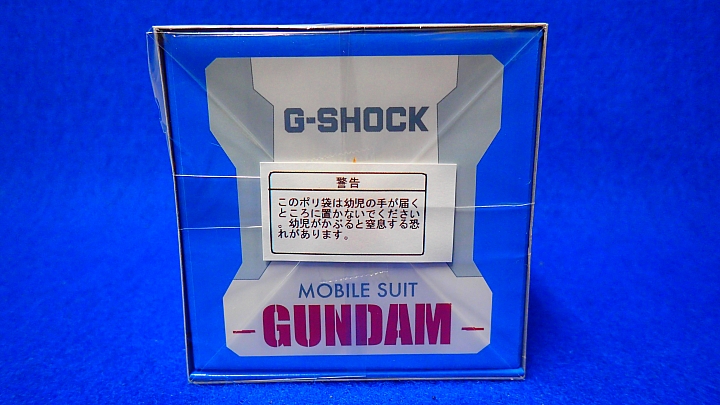 G-SHOCK
警告
このポリ袋は幼児の手が届く
ところに置かないでください
。幼児がかぶると窒息する恐
れがあります。
MOBILE SUIT
GUNDAM